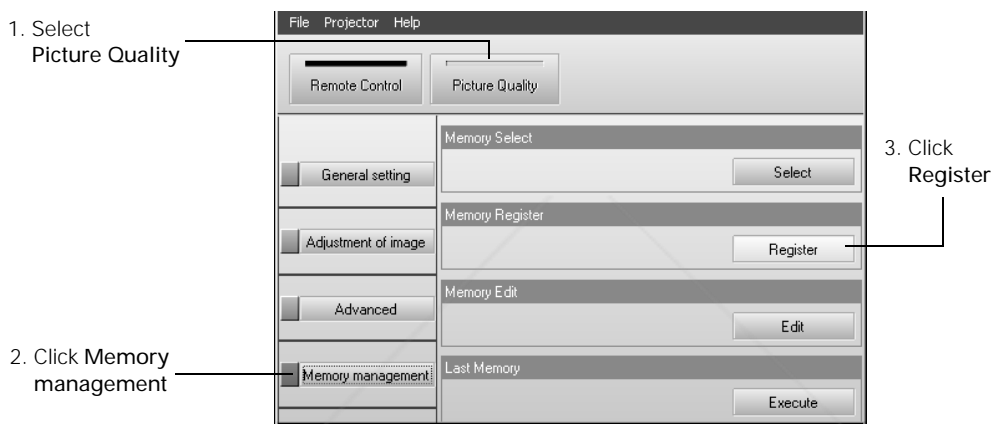 1. Select
Picture Quality
File Projector Help
Remote Control
Picture Quality
Memory Select
Select
3. Click
Register
General setting
Memory Register
Adjustment of image
Register
Memory Edit
Advanced
Edit
2. Click Memory
management
Memory management
Last Memory
Execute